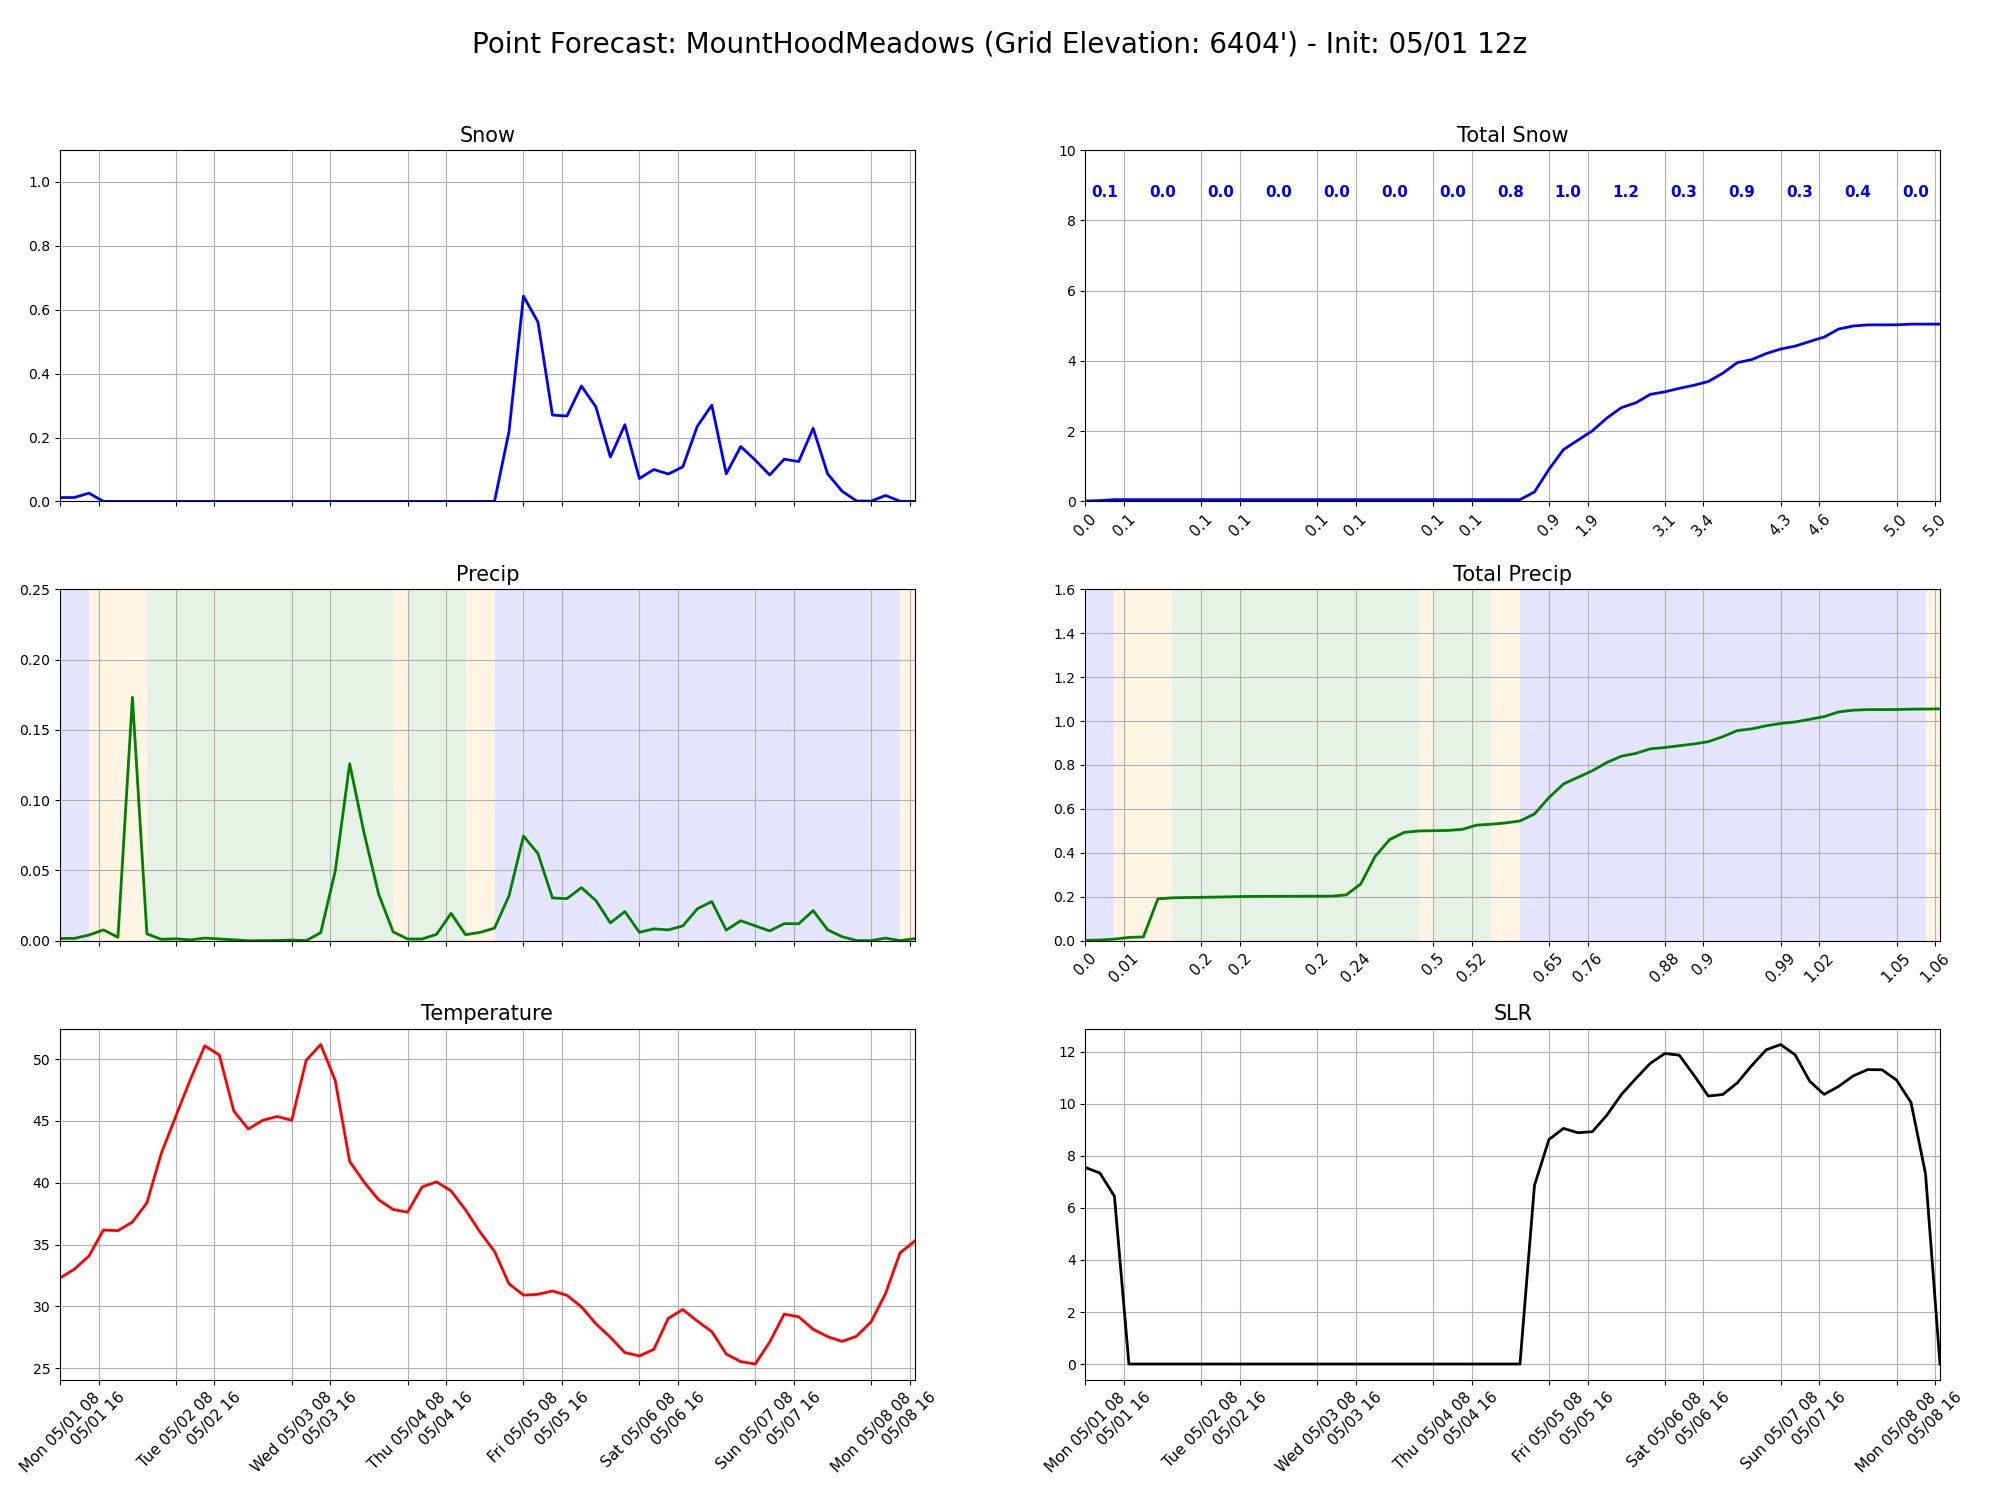 Point Forecast: MountHoodMeadows (Grid Elevation: 6404') - Init: 05/01 12z
Snow
1.0
0.8
0.6
0.4
0.2
0.0
Total Snow
10
8
6
4
2
0
0.1 0.0 0.0 0.0 0.0 0.0 0.0 0.8 1.0 1.2 0.3 0.9 0.3 0.4 0.0
0.0 0.1 0.1 0.1 0.1 0.1 0.1 0.1 0.9 1.9 3.1 3.4 4.3 4.6 5.0 5.0
Precip
0.25
0.20
0.15
0.10
0.05
0.00
Total Precip
1.6
1.4
1.2
1.0
0.8
0.6
0.4
0.2
0.0
0.0 0.01 0.2 0.2 0.2 0.24 0.5 0.52 0.65 0.76 0.88 0.9 0.99 1.02 1.05 1.06
Temperature
50
45
40
35
30
25
Mon 05/01 08
05/01 16
Tue 05/02 08
05/02 16
Wed 05/03 08
05/03 16
Thu 05/04 08
05/04 16
Fri 05/05 08
05/05 16
Sat 05/06 08
05/06 16
Sun 05/07 08
05/07 16
Mon 05/08 08
05/08 16
SLR
12
10
8
6
4
2
0
Mon 05/01 08
05/01 16
Tue 05/02 08
05/02 16
Wed 05/03 08
05/03 16
Thu 05/04 08
05/04 16
Fri 05/05 08
05/05 16
Sat 05/06 08
05/06 16
Sun 05/07 08
05/07 16
Mon 05/08 08
05/08 16